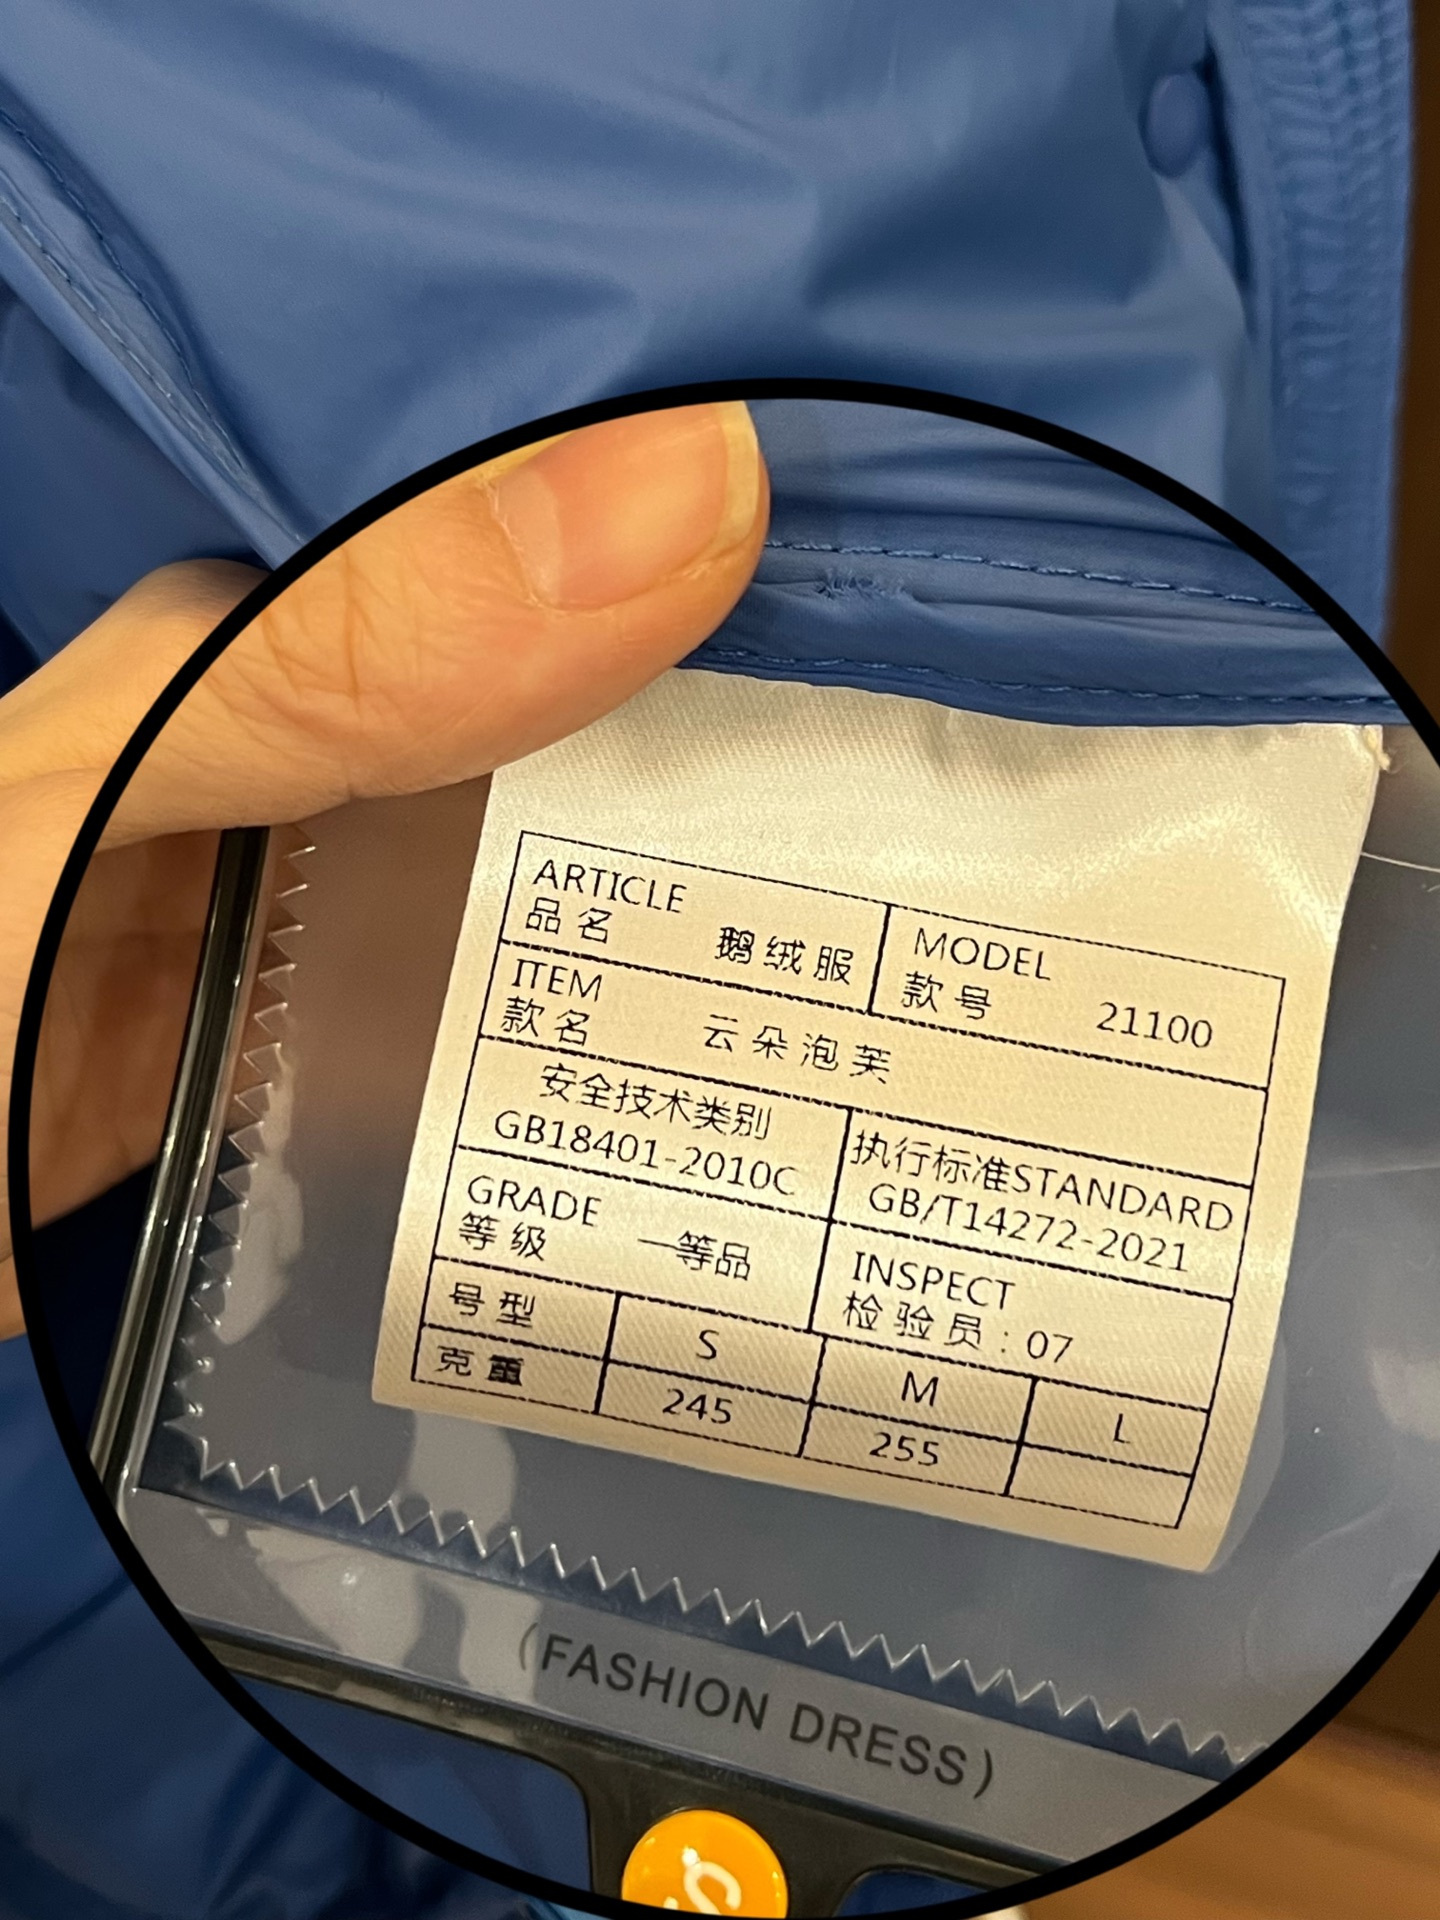 ARTICLE
品名 鹅绒服
MODEL
款号 21100
ITEM
款名 云朵泡芙
安全技术类别
GB18401-2010C
执行标准STANDARD
GB/T14272-2021
GRADE
等级 一等品
INSPECT
检验员:07
号型 S M L
克重 245 255
(FASHION DRESS)
S